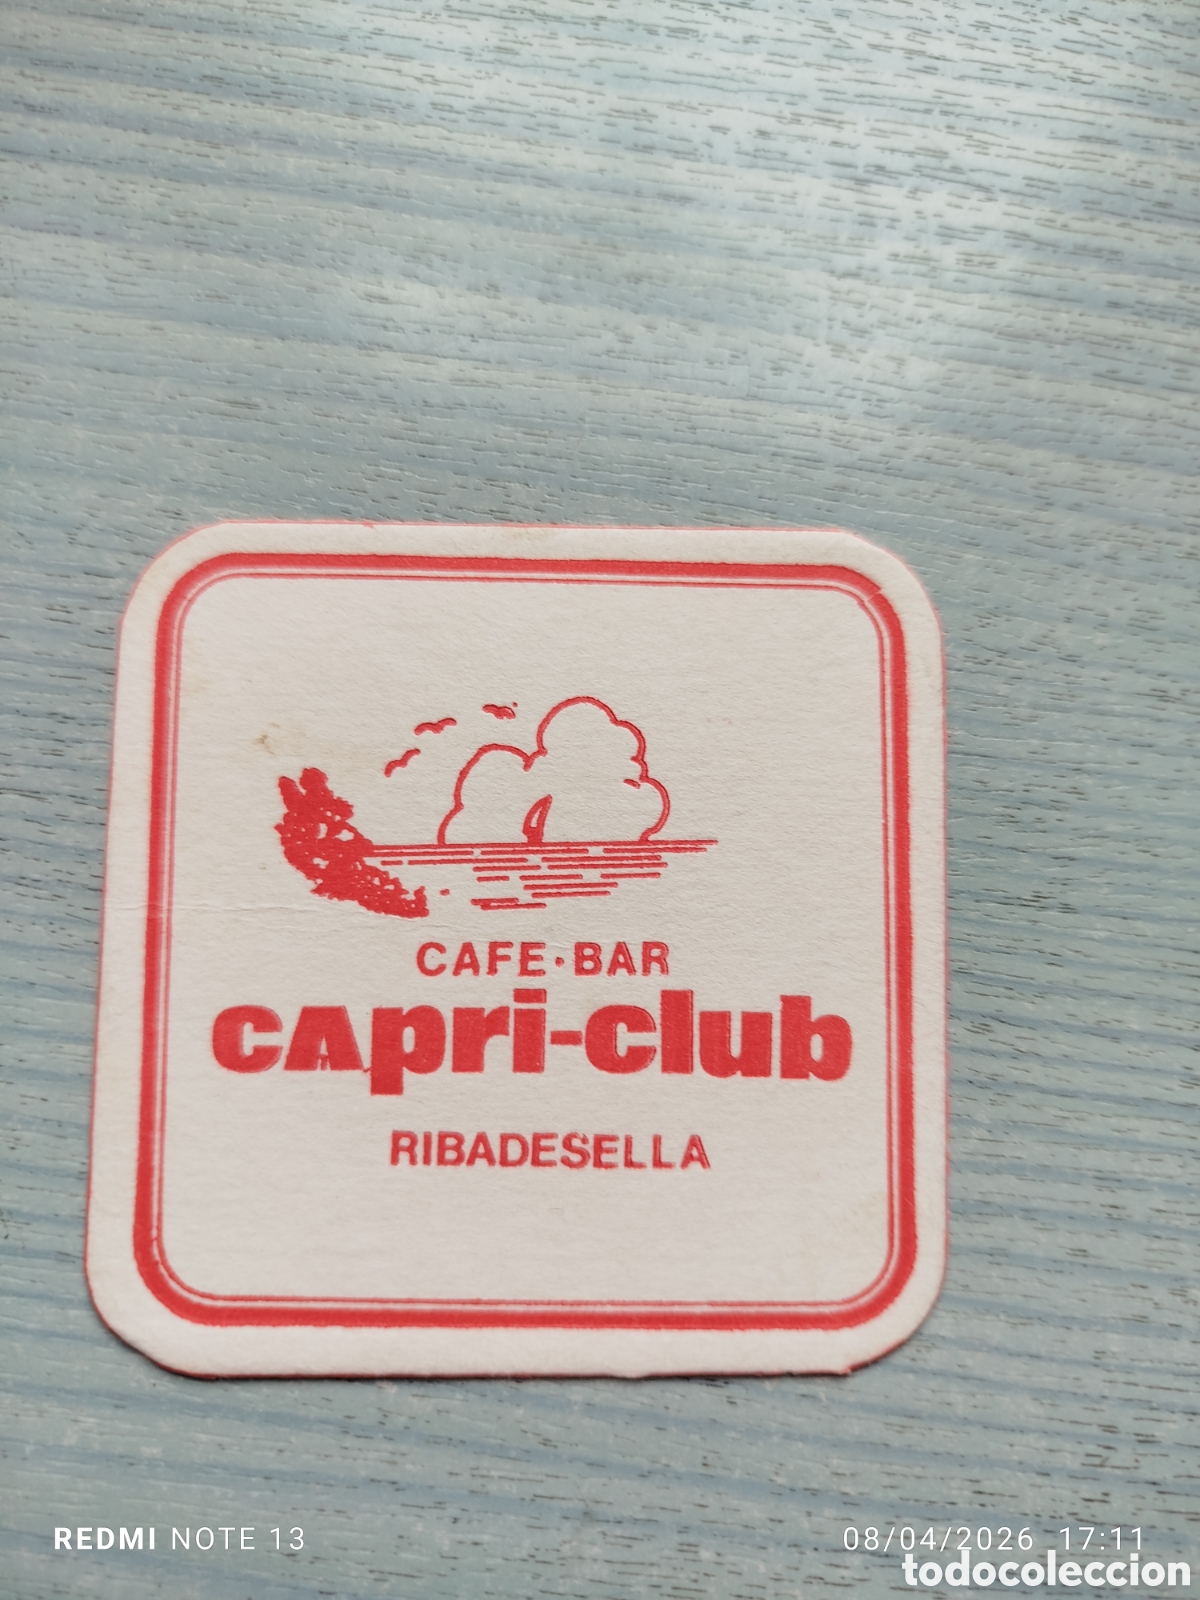 CAFE·BAR
cApri-club
RIBADESELLA
REDMI NOTE 13
08/04/2026 17:11
todocoleccion